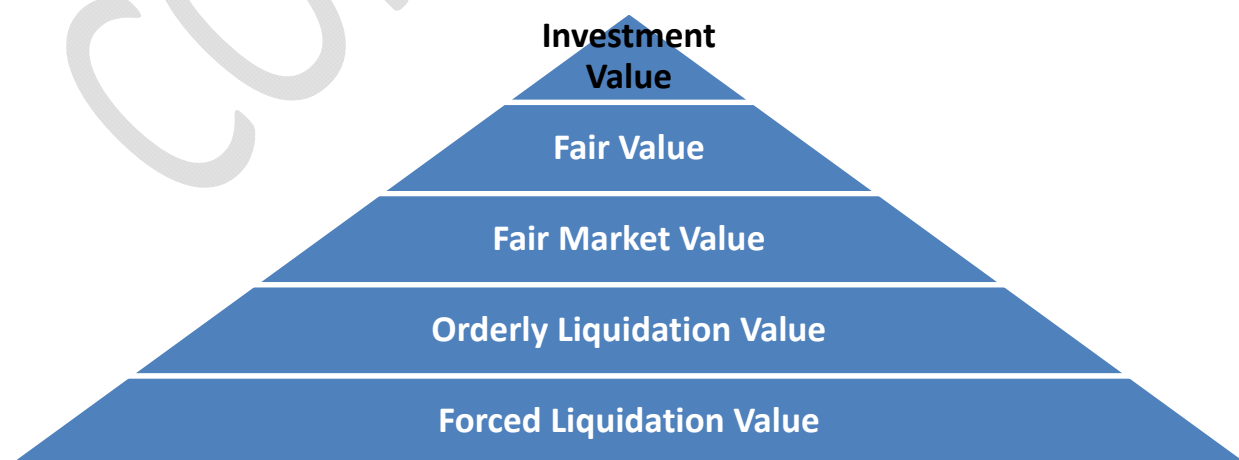 Investment
Value
Fair Value
Fair Market Value
Orderly Liquidation Value
Forced Liquidation Value